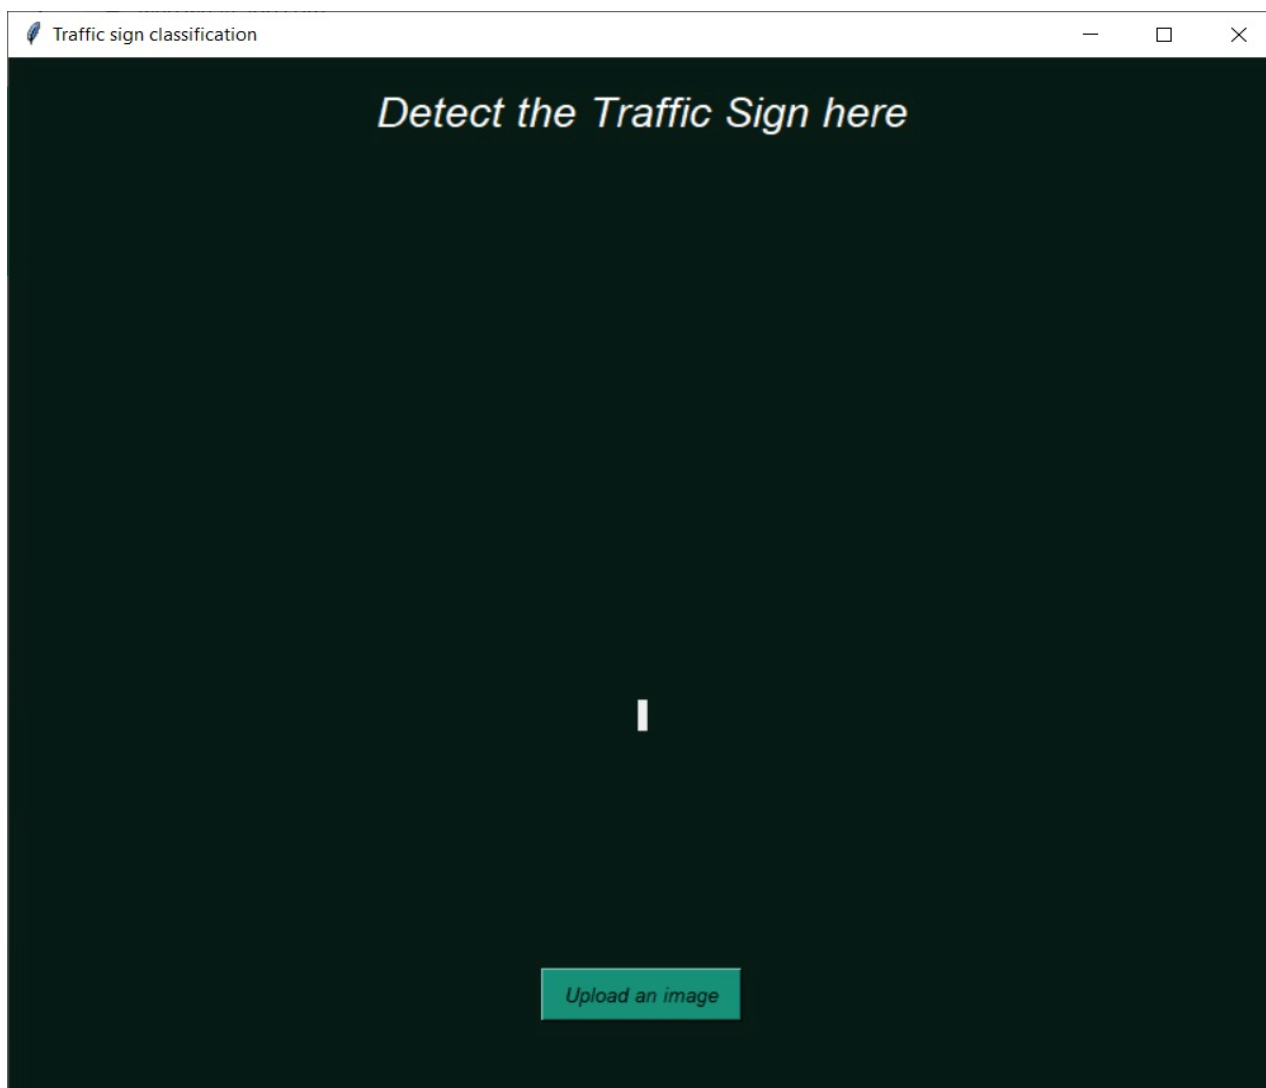 Traffic sign classification
Detect the Traffic Sign here
Upload an image